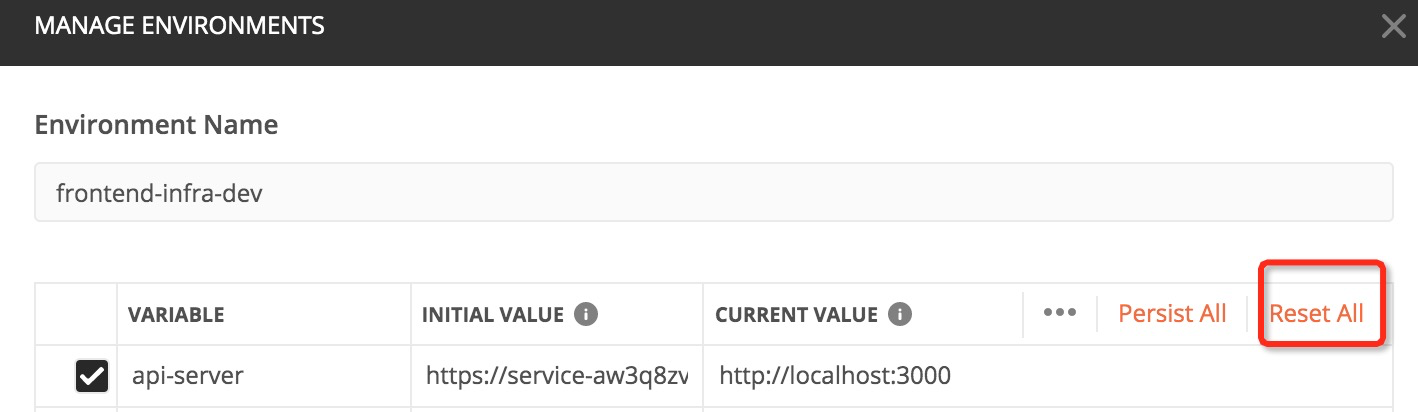 MANAGE ENVIRONMENTS
Environment Name
frontend-infra-dev
VARIABLE INITIAL VALUE CURRENT VALUE Persist All Reset All
api-server https://service-aw3q8zv http://localhost:3000